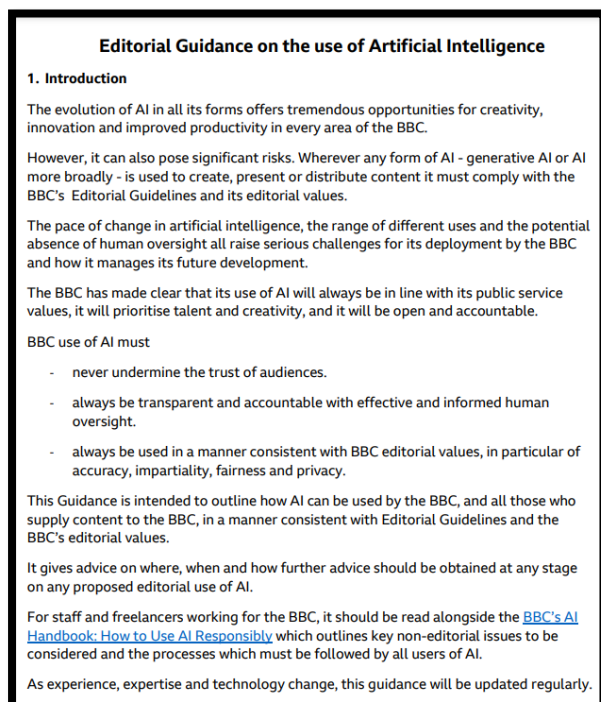 Editorial Guidance on the use of Artificial Intelligence
1. Introduction
The evolution of AI in all its forms offers tremendous opportunities for creativity,
innovation and improved productivity in every area of the BBC.
However, it can also pose significant risks. Wherever any form of AI - generative AI or AI
more broadly - is used to create, present or distribute content it must comply with the
BBC's  Editorial Guidelines and its editorial values.
The pace of change in artificial intelligence, the range of different uses and the potential
absence of human oversight all raise serious challenges for its deployment by the BBC
and how it manages its future development.
The BBC has made clear that its use of AI will always be in line with its public service
values, it will prioritise talent and creativity, and it will be open and accountable.
BBC use of AI must
- never undermine the trust of audiences.
- always be transparent and accountable with effective and informed human
oversight.
- always be used in a manner consistent with BBC editorial values, in particular of
accuracy, impartiality, fairness and privacy.
This Guidance is intended to outline how AI can be used by the BBC, and all those who
supply content to the BBC, in a manner consistent with Editorial Guidelines and the
BBC's editorial values.
It gives advice on where, when and how further advice should be obtained at any stage
on any proposed editorial use of AI.
For staff and freelancers working for the BBC, it should be read alongside the BBC's AI
Handbook: How to Use AI Responsibly which outlines key non-editorial issues to be
considered and the processes which must be followed by all users of AI.
As experience, expertise and technology change, this guidance will be updated regularly.